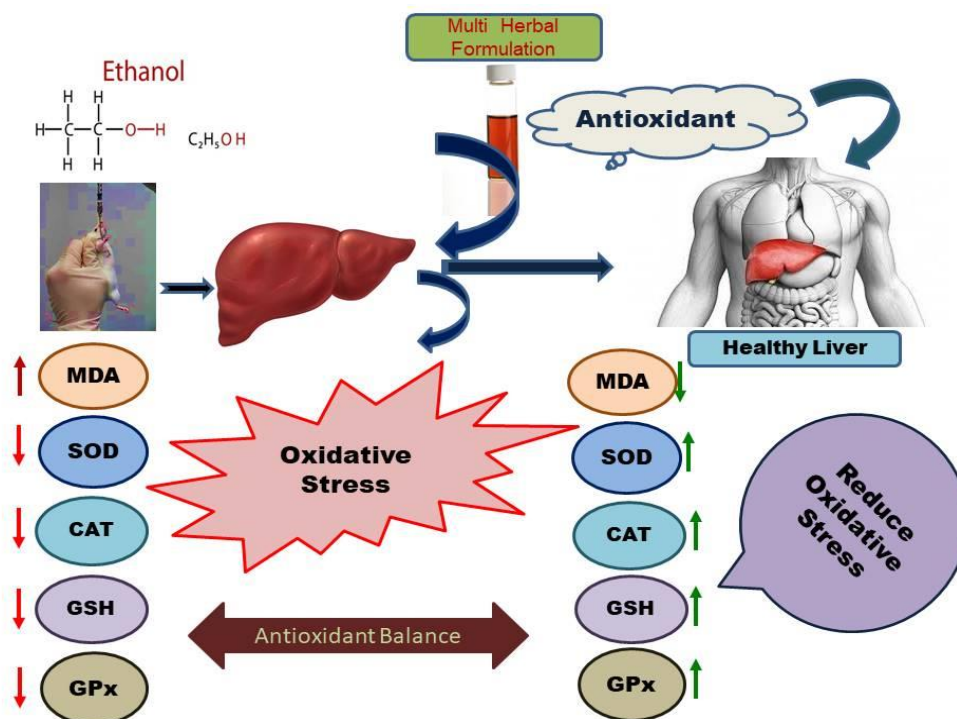 Multi Herbal
Formulation
Ethanol
H H
H—C—C—O—H
H H
C₂H₅OH
Antioxidant
Healthy Liver
MDA
SOD
CAT
GSH
GPx
Oxidative
Stress
Antioxidant Balance
MDA
SOD
CAT
GSH
GPx
Reduce
Oxidative
Stress